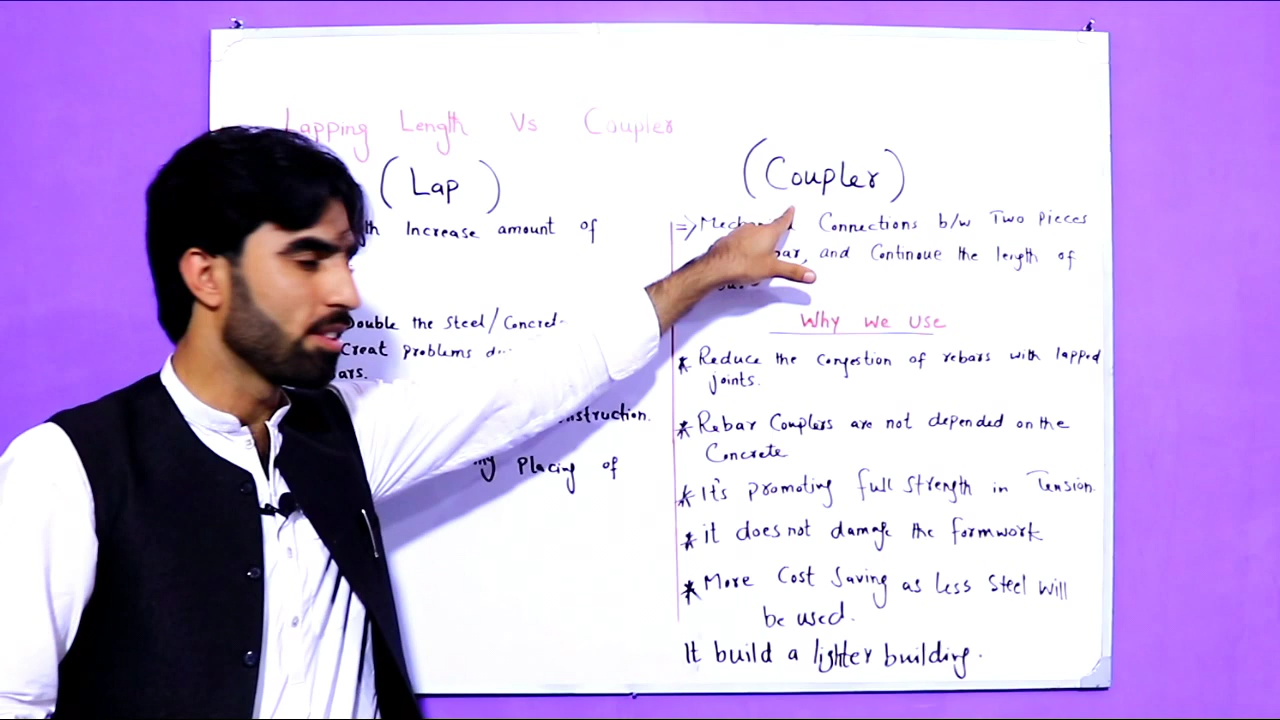 Lapping Length Vs Coupler
(Lap)
Increase amount of
Double the Steel/Concret
Creat problems
placing of
(Coupler)
⇒ Connections b/w Two pieces
and Continoue the length of
Why we use
* Reduce the congestion of rebars with lapped
joints.
* Rebar Couplers are not depended on the
Concrete
* It's promoting full strength in Tension.
* it does not damage the formwork
* More Cost Saving as less steel will
be used.
It build a lighter building.